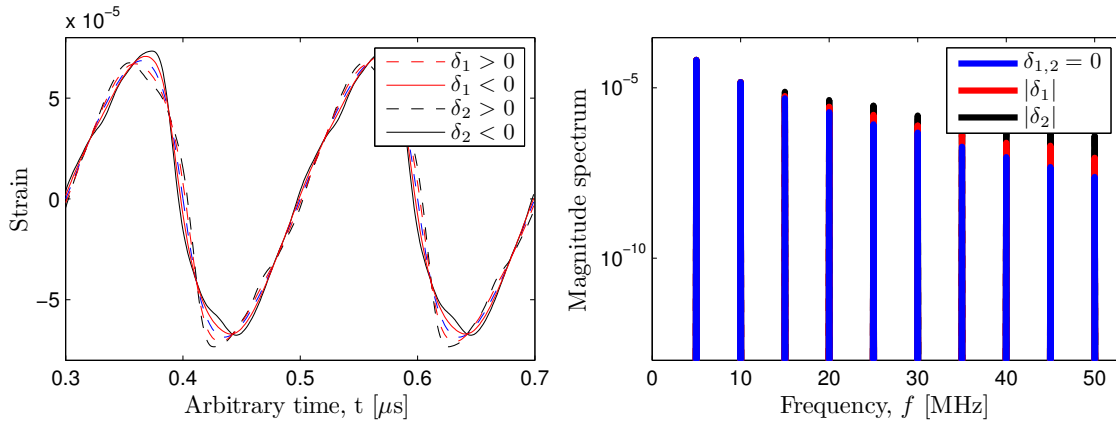 x 10⁻⁵
5
0
−5
0.3 0.4 0.5 0.6 0.7
Strain
Arbitrary time, t [μs]
δ₁ > 0
δ₁ < 0
δ₂ > 0
δ₂ < 0
10⁻⁵
10⁻¹⁰
0 10 20 30 40 50
Magnitude spectrum
Frequency, f [MHz]
δ₁,₂ = 0
|δ₁|
|δ₂|